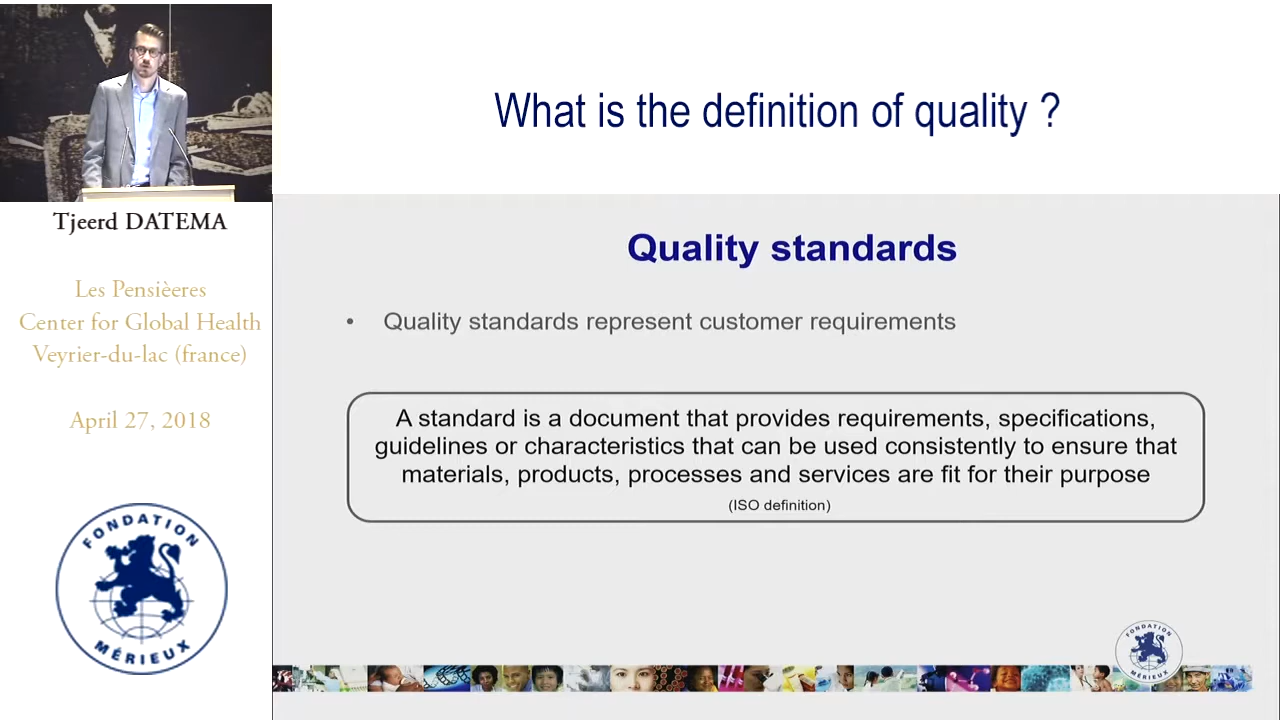 What is the definition of quality ?
Tjeerd DATEMA
Les Pensièeres
Center for Global Health
Veyrier-du-lac (france)
April 27, 2018
FONDATION
MÉRIEUX
Quality standards
• Quality standards represent customer requirements
A standard is a document that provides requirements, specifications,
guidelines or characteristics that can be used consistently to ensure that
materials, products, processes and services are fit for their purpose
(ISO definition)
FONDATION
MÉRIEUX